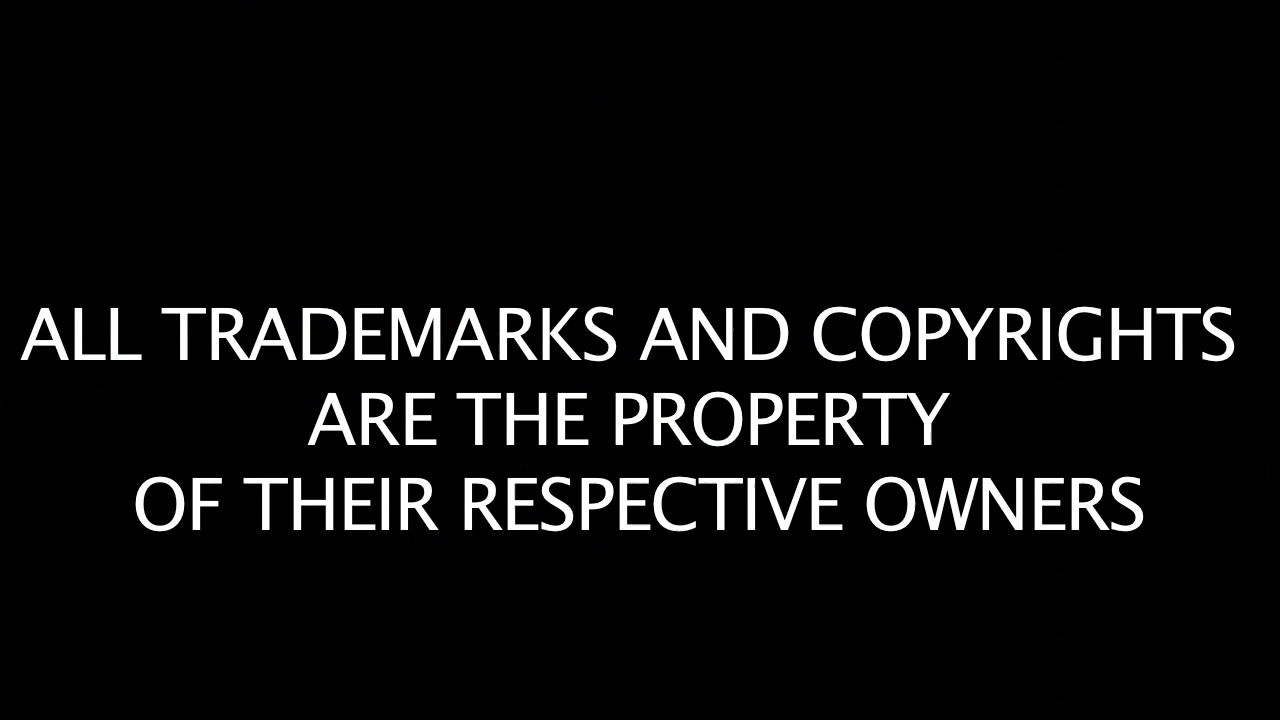 ALL TRADEMARKS AND COPYRIGHTS
ARE THE PROPERTY
OF THEIR RESPECTIVE OWNERS